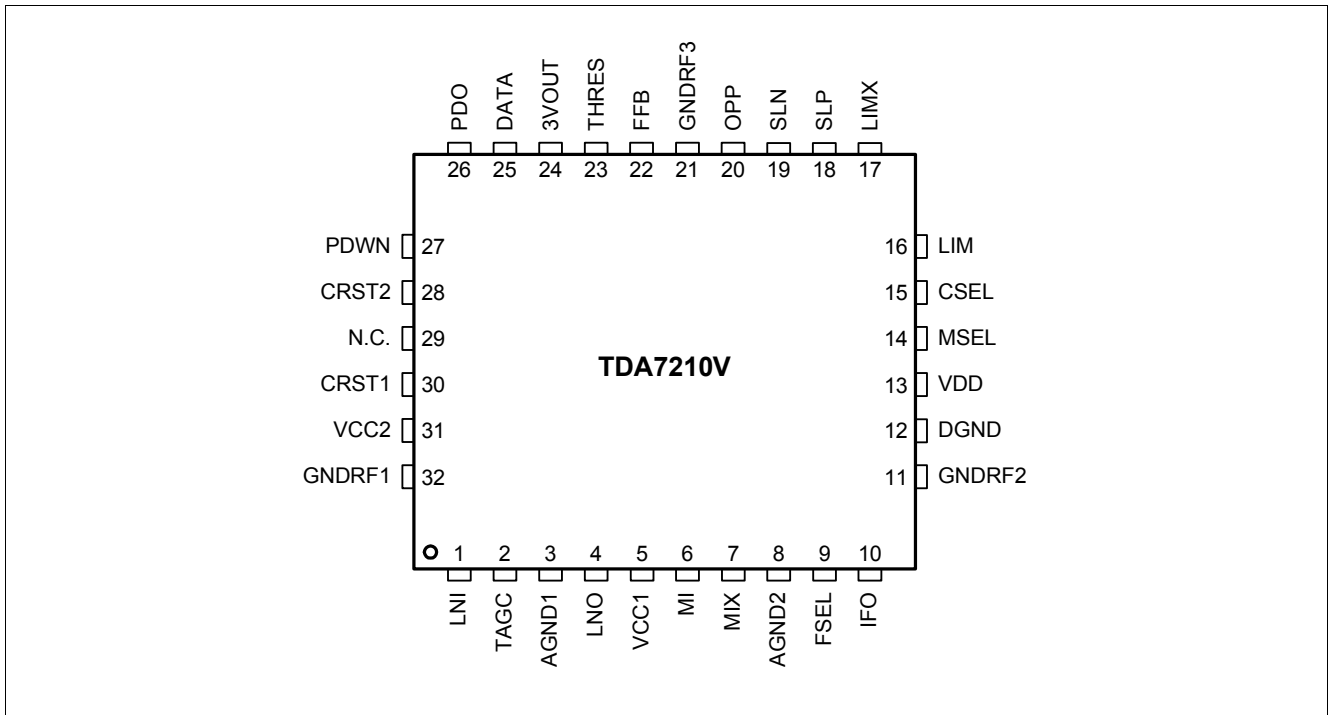 PDO DATA 3VOUT THRES FFB GNDRF3 OPP SLN SLP LIMX
26 25 24 23 22 21 20 19 18 17
PDWN 27 16 LIM
CRST2 28 15 CSEL
N.C. 29 14 MSEL
TDA7210V
CRST1 30 13 VDD
VCC2 31 12 DGND
GNDRF1 32 11 GNDRF2
1 2 3 4 5 6 7 8 9 10
LNI TAGC AGND1 LNO VCC1 MI MIX AGND2 FSEL IFO